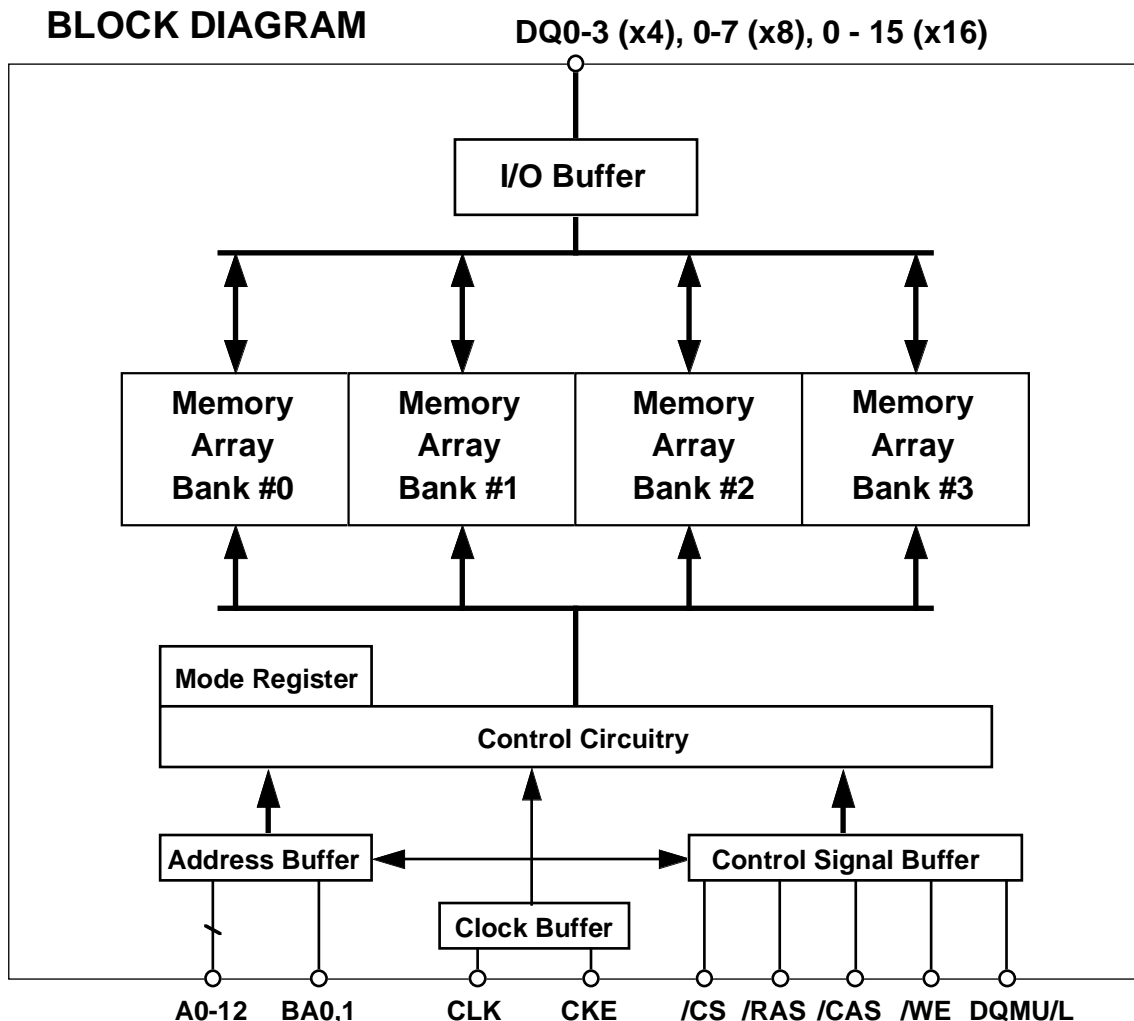 BLOCK DIAGRAM
DQ0-3 (x4), 0-7 (x8), 0 - 15 (x16)
I/O Buffer
Memory Array Bank #0
Memory Array Bank #1
Memory Array Bank #2
Memory Array Bank #3
Mode Register
Control Circuitry
Address Buffer
Control Signal Buffer
Clock Buffer
A0-12 BA0,1 CLK CKE /CS /RAS /CAS /WE DQMU/L